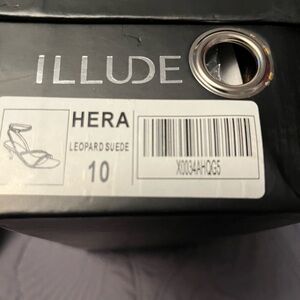 ILLUDE
HERA
LEOPARD SUEDE
10
X0034AHQG5